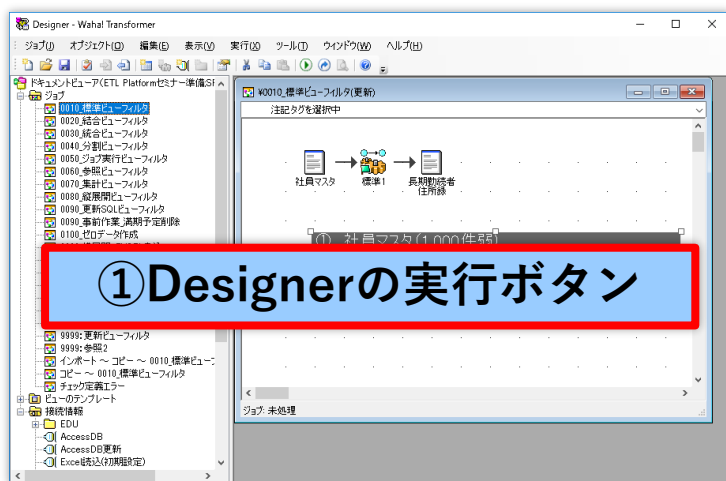 Designer - Waha! Transformer
ジョブ(J) オブジェクト(O) 編集(E) 表示(V) 実行(X) ツール(T) ウインドウ(W) ヘルプ(H)
ドキュメントビューア(ETL Platformセミナー準備,SF
ジョブ
0010_標準ビューフィルタ
0020_結合ビューフィルタ
0030_統合ビューフィルタ
0040_分割ビューフィルタ
0050_ジョブ実行ビューフィルタ
0060_参照ビューフィルタ
0070_集計ビューフィルタ
0080_縦展開ビューフィルタ
0090_更新SQLビューフィルタ
0090_事前作業_満期予定削除
0100_ゼロデータ作成
9999:更新ビューフィルタ
9999:参照2
インポート ~ コピー ~ 0010_標準ビューフ
コピー ~ 0010_標準ビューフィルタ
チェック定義エラー
ビューのテンプレート
接続情報
EDU
AccessDB
AccessDB更新
Excel読込(初期設定)
¥0010_標準ビューフィルタ(更新)
注記タグを選択中
社員マスタ
標準1
長期勤続者
住所録
① 社員マスタ(1,000件弱)
①Designerの実行ボタン
ジョブ: 未処理